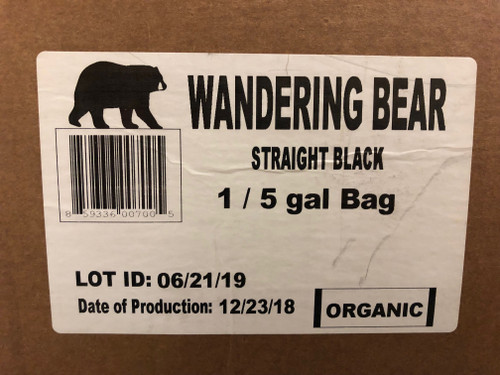 WANDERING BEAR
STRAIGHT BLACK
1 / 5 gal Bag
8 59336 00700 5
LOT ID: 06/21/19
Date of Production: 12/23/18
ORGANIC